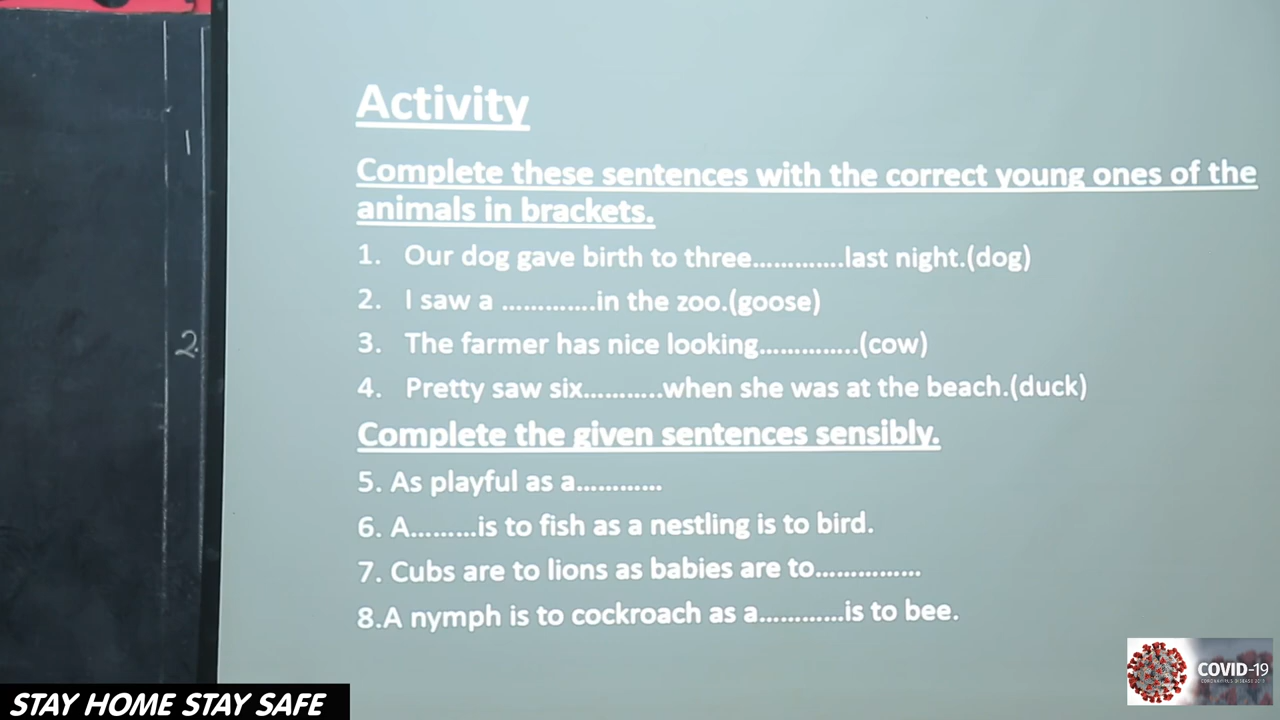 Activity
Complete these sentences with the correct young ones of the
animals in brackets.
1. Our dog gave birth to three.............last night.(dog)
2. I saw a .............in the zoo.(goose)
3. The farmer has nice looking..............(cow)
4. Pretty saw six...........when she was at the beach.(duck)
Complete the given sentences sensibly.
5. As playful as a............
6. A.........is to fish as a nestling is to bird.
7. Cubs are to lions as babies are to...............
8.A nymph is to cockroach as a............is to bee.
1
2
COVID-19
STAY HOME STAY SAFE